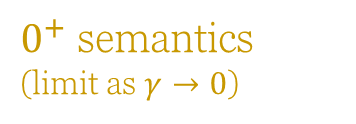 0⁺ semantics
(limit as γ → 0)